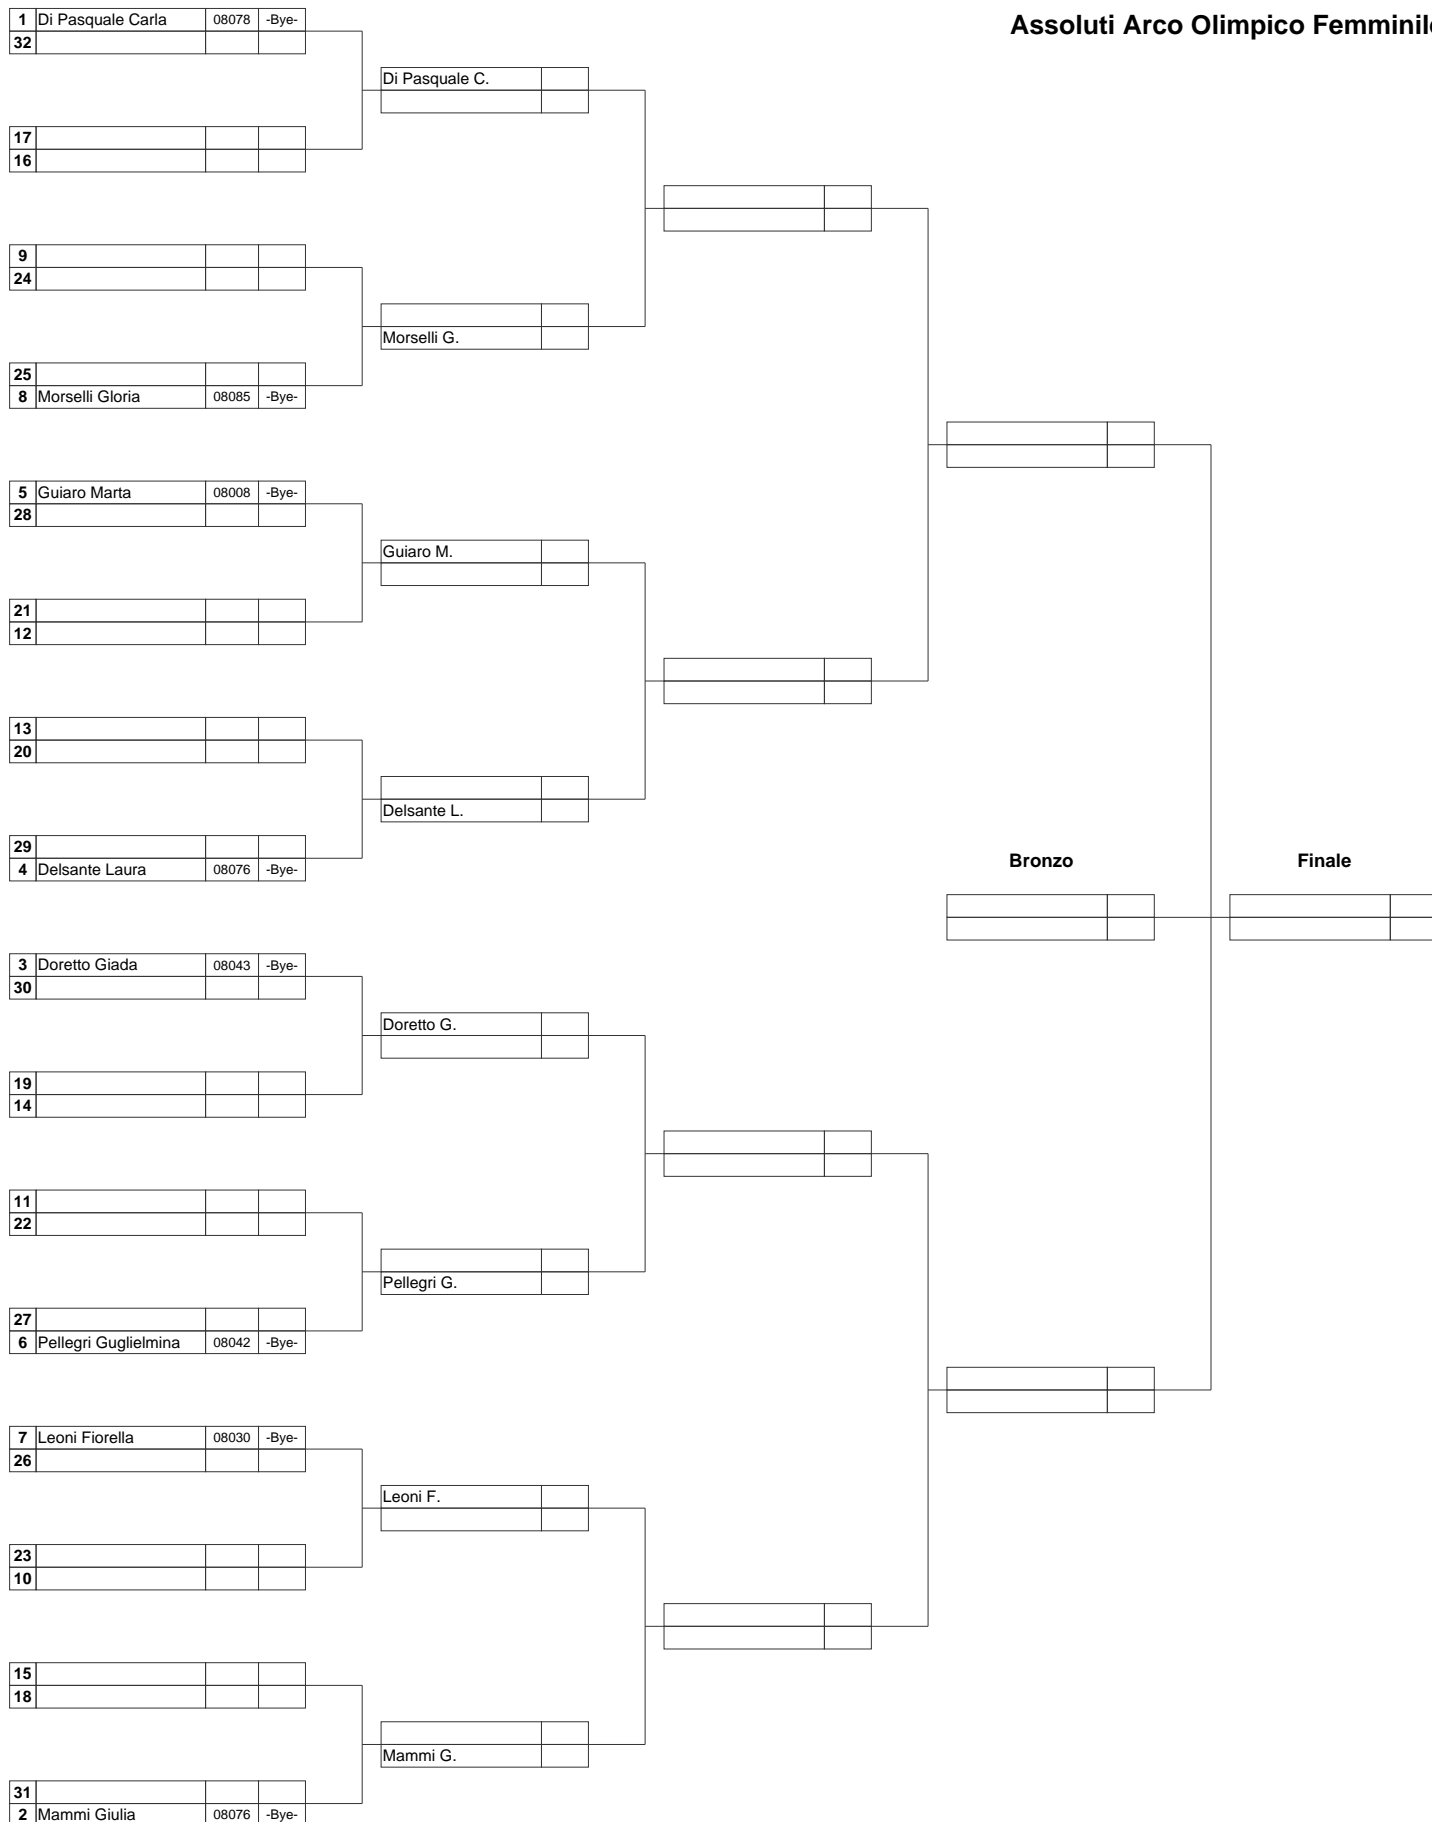 Assoluti Arco Olimpico Femminile
1 Di Pasquale Carla 08078 -Bye-
32
Di Pasquale C.
17
16
9
24
Morselli G.
25
8 Morselli Gloria 08085 -Bye-
5 Guiaro Marta 08008 -Bye-
28
Guiaro M.
21
12
13
20
Delsante L.
29
4 Delsante Laura 08076 -Bye-
Bronzo
Finale
3 Doretto Giada 08043 -Bye-
30
Doretto G.
19
14
11
22
Pellegri G.
27
6 Pellegri Guglielmina 08042 -Bye-
7 Leoni Fiorella 08030 -Bye-
26
Leoni F.
23
10
15
18
Mammi G.
31
2 Mammi Giulia 08076 -Bye-